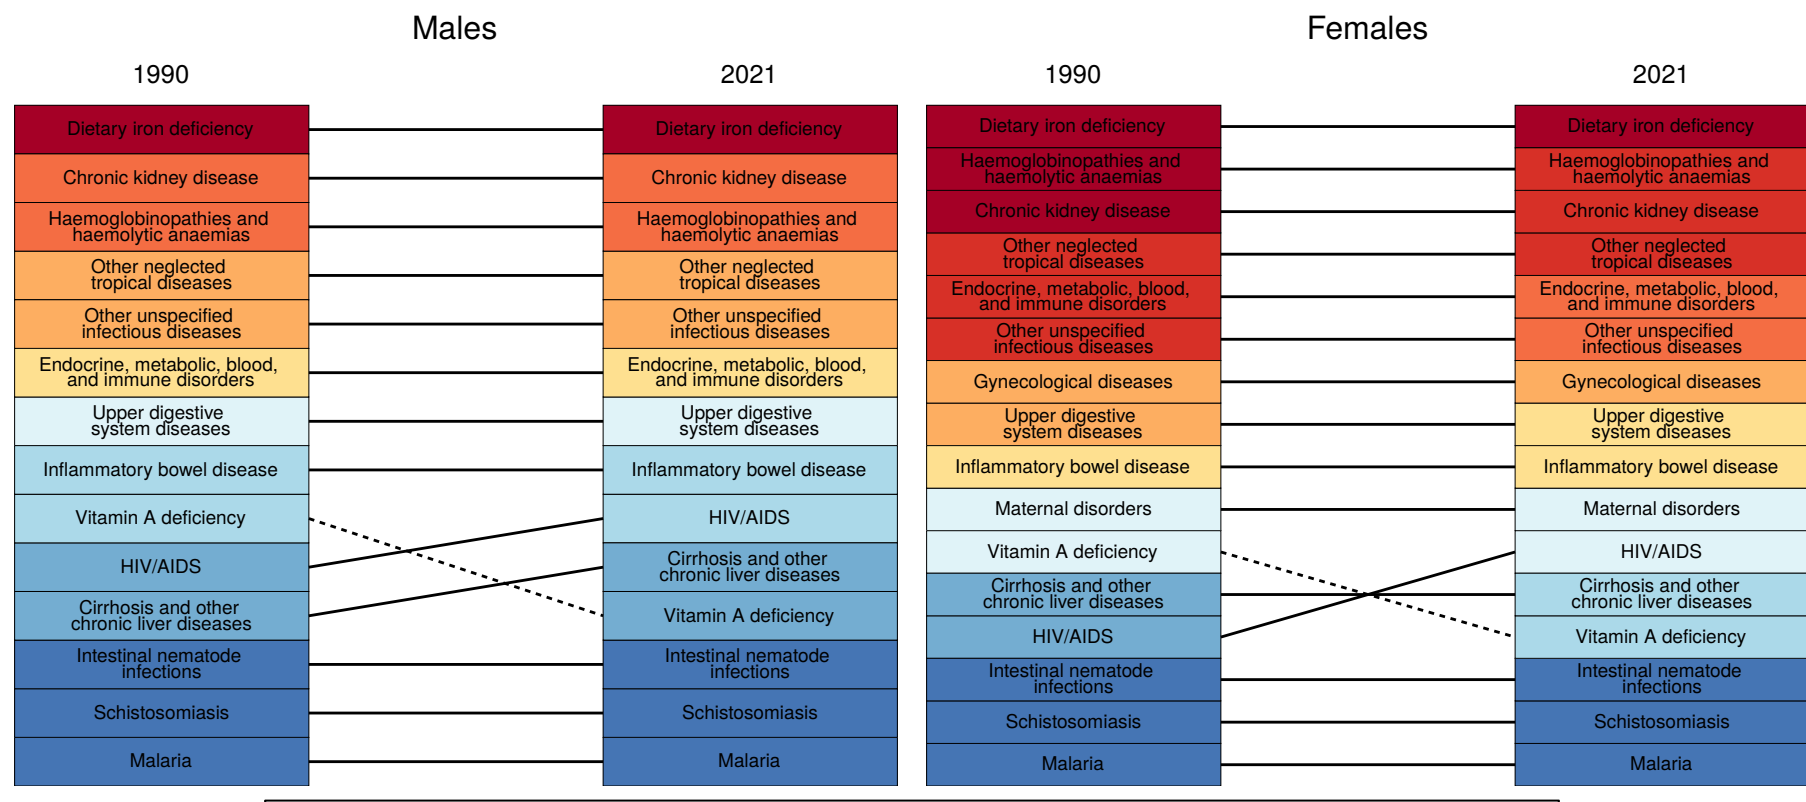 Males
Females
1990
2021
1990
2021
Dietary iron deficiency
Chronic kidney disease
Haemoglobinopathies and
haemolytic anaemias
Other neglected
tropical diseases
Other unspecified
infectious diseases
Endocrine, metabolic, blood,
and immune disorders
Upper digestive
system diseases
Inflammatory bowel disease
Vitamin A deficiency
HIV/AIDS
Cirrhosis and other
chronic liver diseases
Intestinal nematode
infections
Schistosomiasis
Malaria
Dietary iron deficiency
Chronic kidney disease
Haemoglobinopathies and
haemolytic anaemias
Other neglected
tropical diseases
Other unspecified
infectious diseases
Endocrine, metabolic, blood,
and immune disorders
Upper digestive
system diseases
Inflammatory bowel disease
HIV/AIDS
Cirrhosis and other
chronic liver diseases
Vitamin A deficiency
Intestinal nematode
infections
Schistosomiasis
Malaria
Dietary iron deficiency
Haemoglobinopathies and
haemolytic anaemias
Chronic kidney disease
Other neglected
tropical diseases
Endocrine, metabolic, blood,
and immune disorders
Other unspecified
infectious diseases
Gynecological diseases
Upper digestive
system diseases
Inflammatory bowel disease
Maternal disorders
Vitamin A deficiency
Cirrhosis and other
chronic liver diseases
HIV/AIDS
Intestinal nematode
infections
Schistosomiasis
Malaria
Dietary iron deficiency
Haemoglobinopathies and
haemolytic anaemias
Chronic kidney disease
Other neglected
tropical diseases
Endocrine, metabolic, blood,
and immune disorders
Other unspecified
infectious diseases
Gynecological diseases
Upper digestive
system diseases
Inflammatory bowel disease
Maternal disorders
HIV/AIDS
Cirrhosis and other
chronic liver diseases
Vitamin A deficiency
Intestinal nematode
infections
Schistosomiasis
Malaria